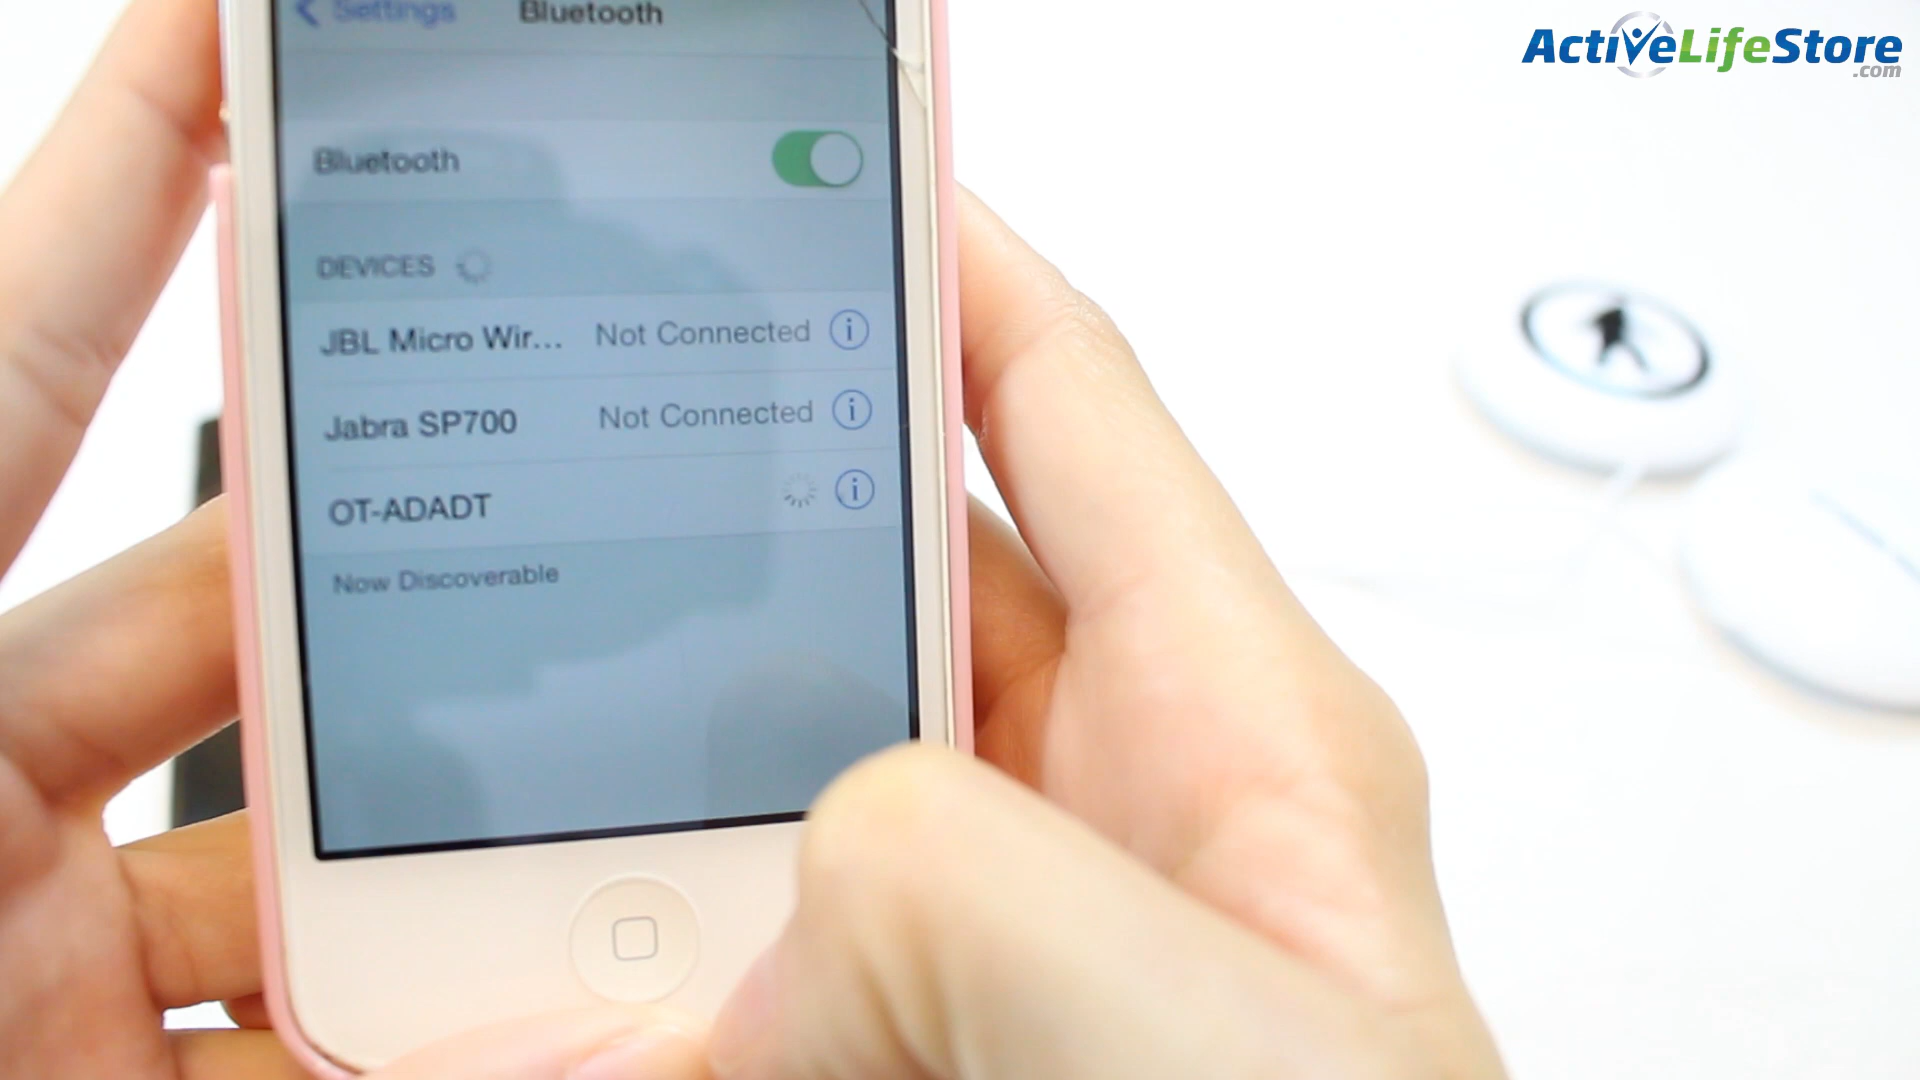 Settings Bluetooth
ActiveLifeStore
.com
Bluetooth
DEVICES
JBL Micro Wir... Not Connected
Jabra SP700 Not Connected
OT-ADADT
Now Discoverable